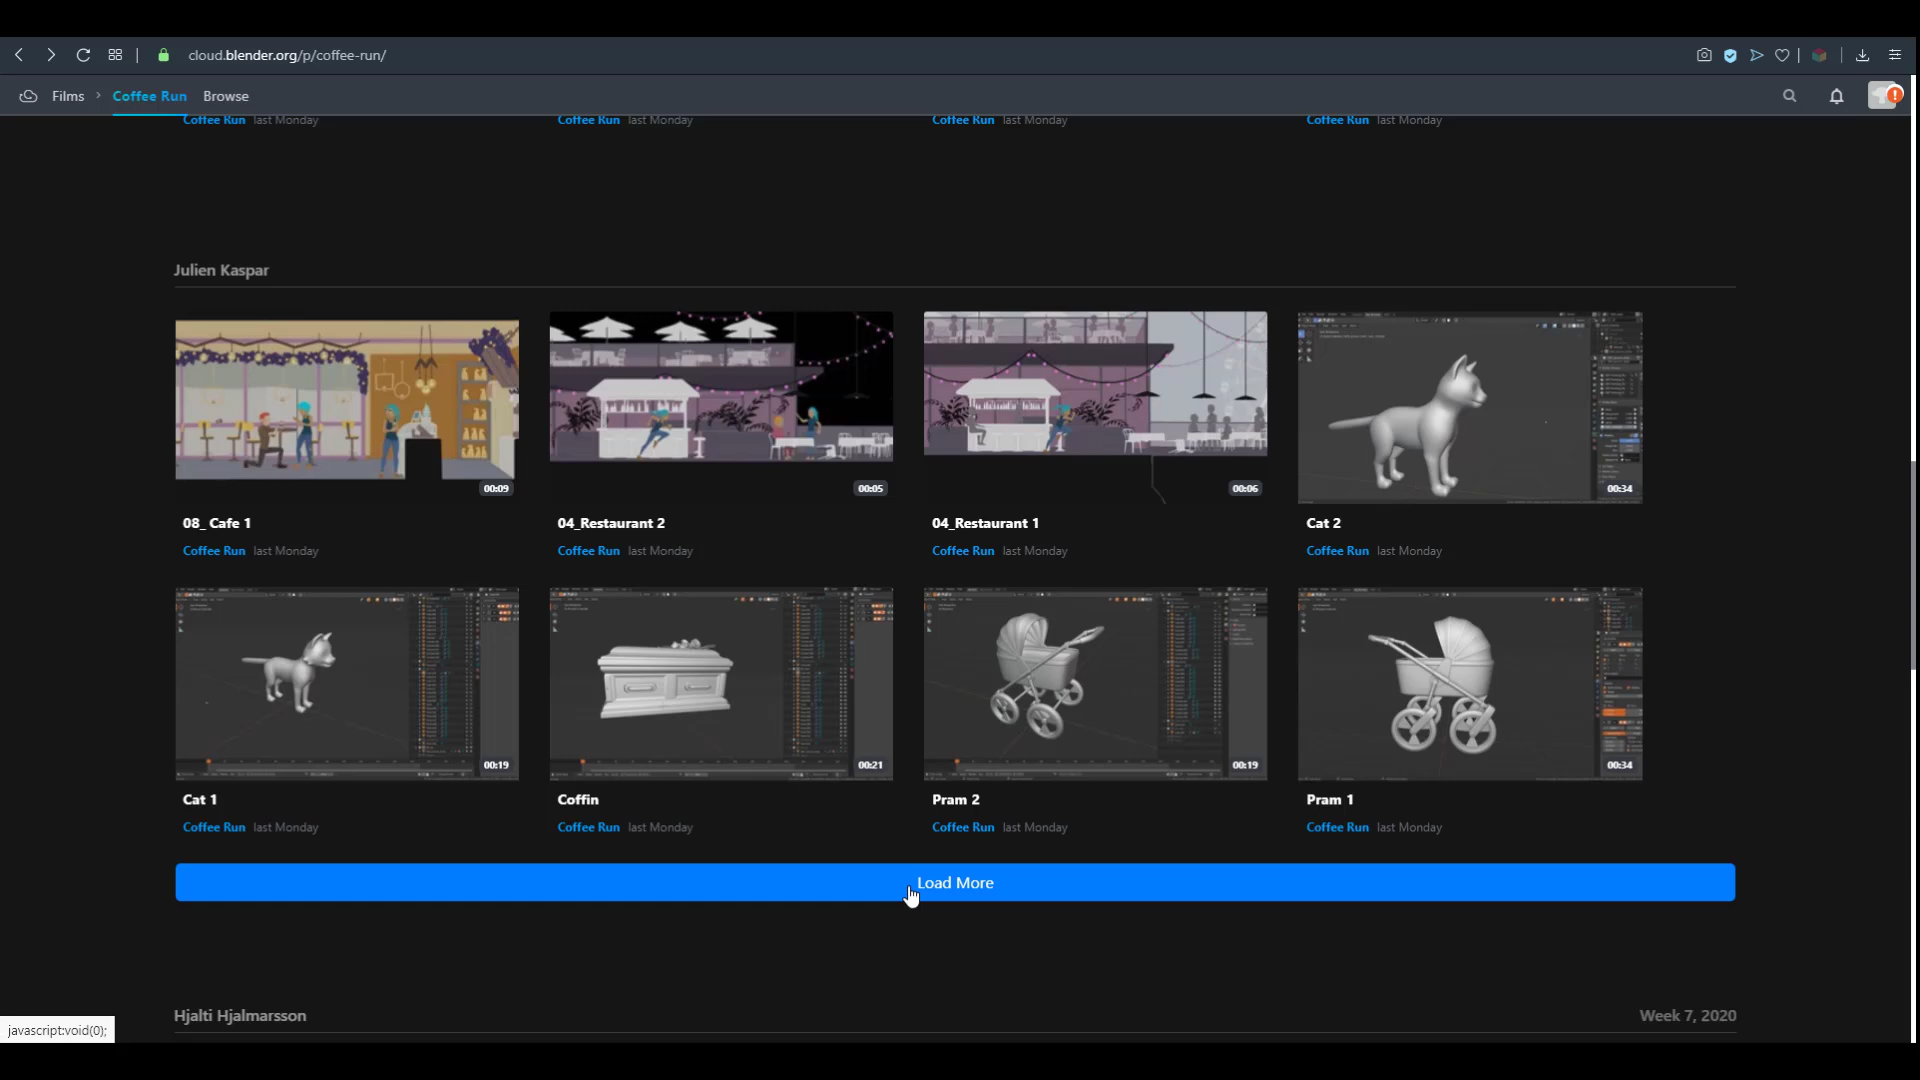 cloud.blender.org/p/coffee-run/
Films > Coffee Run Browse
Coffee Run last Monday Coffee Run last Monday Coffee Run last Monday Coffee Run last Monday
Julien Kaspar
00:09 00:05 00:06 00:34
08_ Cafe 1 04_Restaurant 2 04_Restaurant 1 Cat 2
Coffee Run last Monday Coffee Run last Monday Coffee Run last Monday Coffee Run last Monday
00:19 00:21 00:19 00:34
Cat 1 Coffin Pram 2 Pram 1
Coffee Run last Monday Coffee Run last Monday Coffee Run last Monday Coffee Run last Monday
Load More
Hjalti Hjalmarsson Week 7, 2020
javascript:void(0);